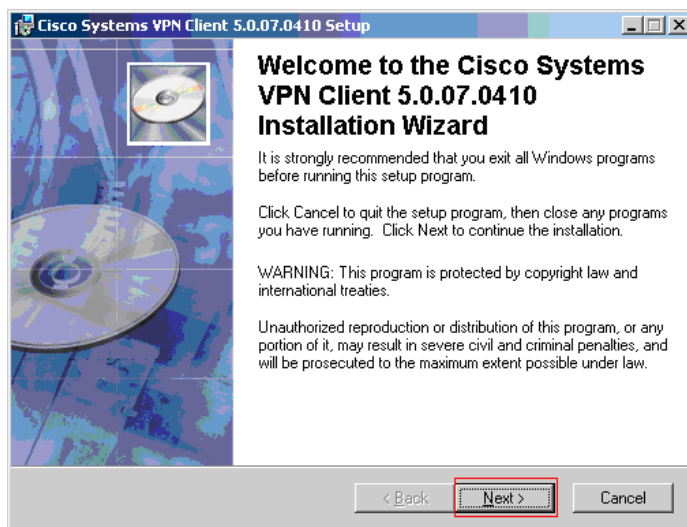 Cisco Systems VPN Client 5.0.07.0410 Setup
Welcome to the Cisco Systems
VPN Client 5.0.07.0410
Installation Wizard
It is strongly recommended that you exit all Windows programs
before running this setup program.
Click Cancel to quit the setup program, then close any programs
you have running.  Click Next to continue the installation.
WARNING: This program is protected by copyright law and
international treaties.
Unauthorized reproduction or distribution of this program, or any
portion of it, may result in severe civil and criminal penalties, and
will be prosecuted to the maximum extent possible under law.
< Back Next > Cancel